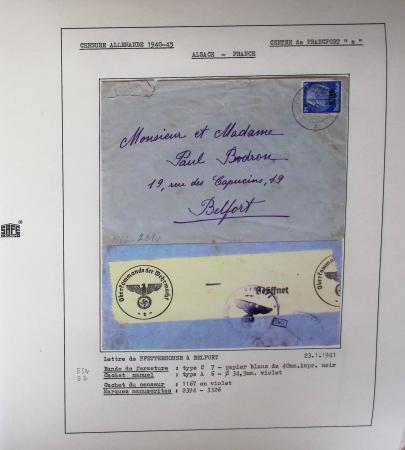 CENSURE ALLEMANDE 1940-45
CENTRE de FRANCFORT " e "
ALSACE - FRANCE
Monsieur et Madame
Paul Bodron
19, rue des Capucins, 19
Belfort
SAFE
Oberkommando der Wehrmacht
Geöffnet
Lettre de PFETTERHOUSE à BELFORT
23.1.1941
Bande de fermeture : type C 7 - papier blanc de 40mm.impr. noir
Cachet manuel : type A 6 - Ø 34,5mm. violet
Cachet du censeur : 1167 en violet
Marques manuscrites : 2394 - 3326